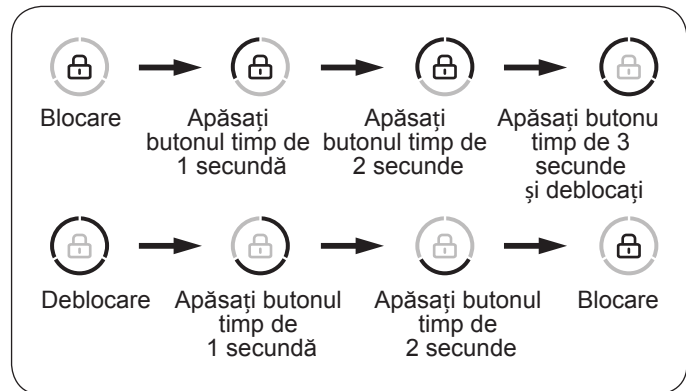 Blocare
Apăsați
butonul timp de
1 secundă
Apăsați
butonul timp de
2 secunde
Apăsați butonu
timp de 3
secunde
și deblocați
Deblocare
Apăsați butonul
timp de
1 secundă
Apăsați butonul
timp de
2 secunde
Blocare